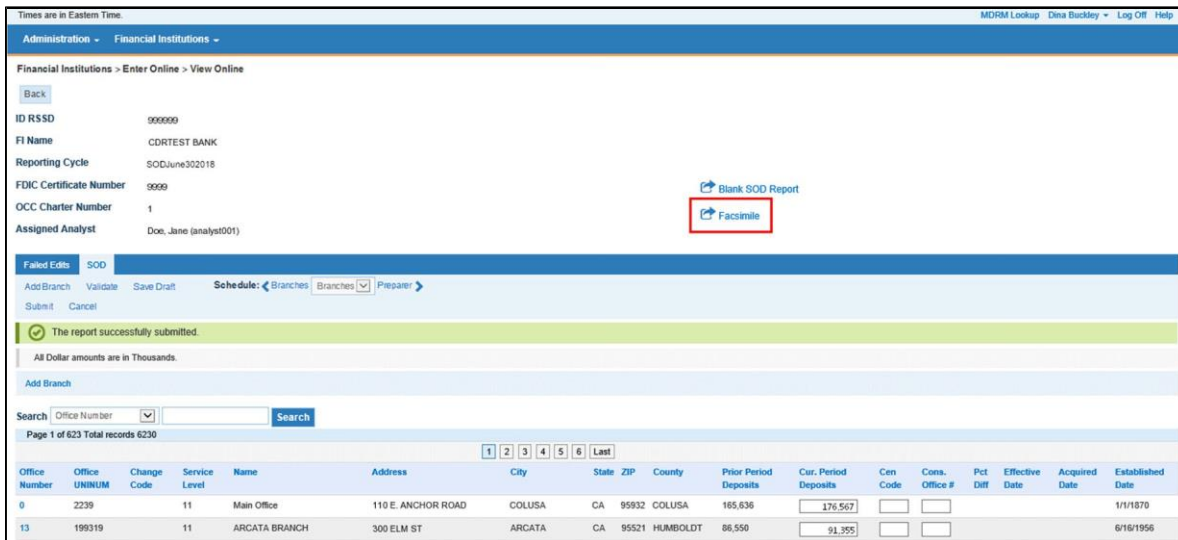 Times are in Eastern Time. MDRM Lookup Dina Buckley Log Off Help
Administration Financial Institutions
Financial Institutions > Enter Online > View Online
Back
ID RSSD 999999
FI Name CDRTEST BANK
Reporting Cycle SODJune302018
FDIC Certificate Number 9999
Blank SOD Report
OCC Charter Number 1
Facsimile
Assigned Analyst Doe, Jane (analyst001)
Failed Edits SOD
Add Branch Validate Save Draft Schedule: Branches Branches Preparer
Submit Cancel
The report successfully submitted.
All Dollar amounts are in Thousands.
Add Branch
Search Office Number Search
Page 1 of 623 Total records 6230
1 2 3 4 5 6 Last
Office Number Office UNINUM Change Code Service Level Name Address City State ZIP County Prior Period Deposits Cur. Period Deposits Cen Code Cons. Office # Pct Diff Effective Date Acquired Date Established Date
0 2239 11 Main Office 110 E. ANCHOR ROAD COLUSA CA 95932 COLUSA 165,636 176,567 1/1/1870
13 199319 11 ARCATA BRANCH 300 ELM ST ARCATA CA 95521 HUMBOLDT 86,550 91,355 6/16/1956